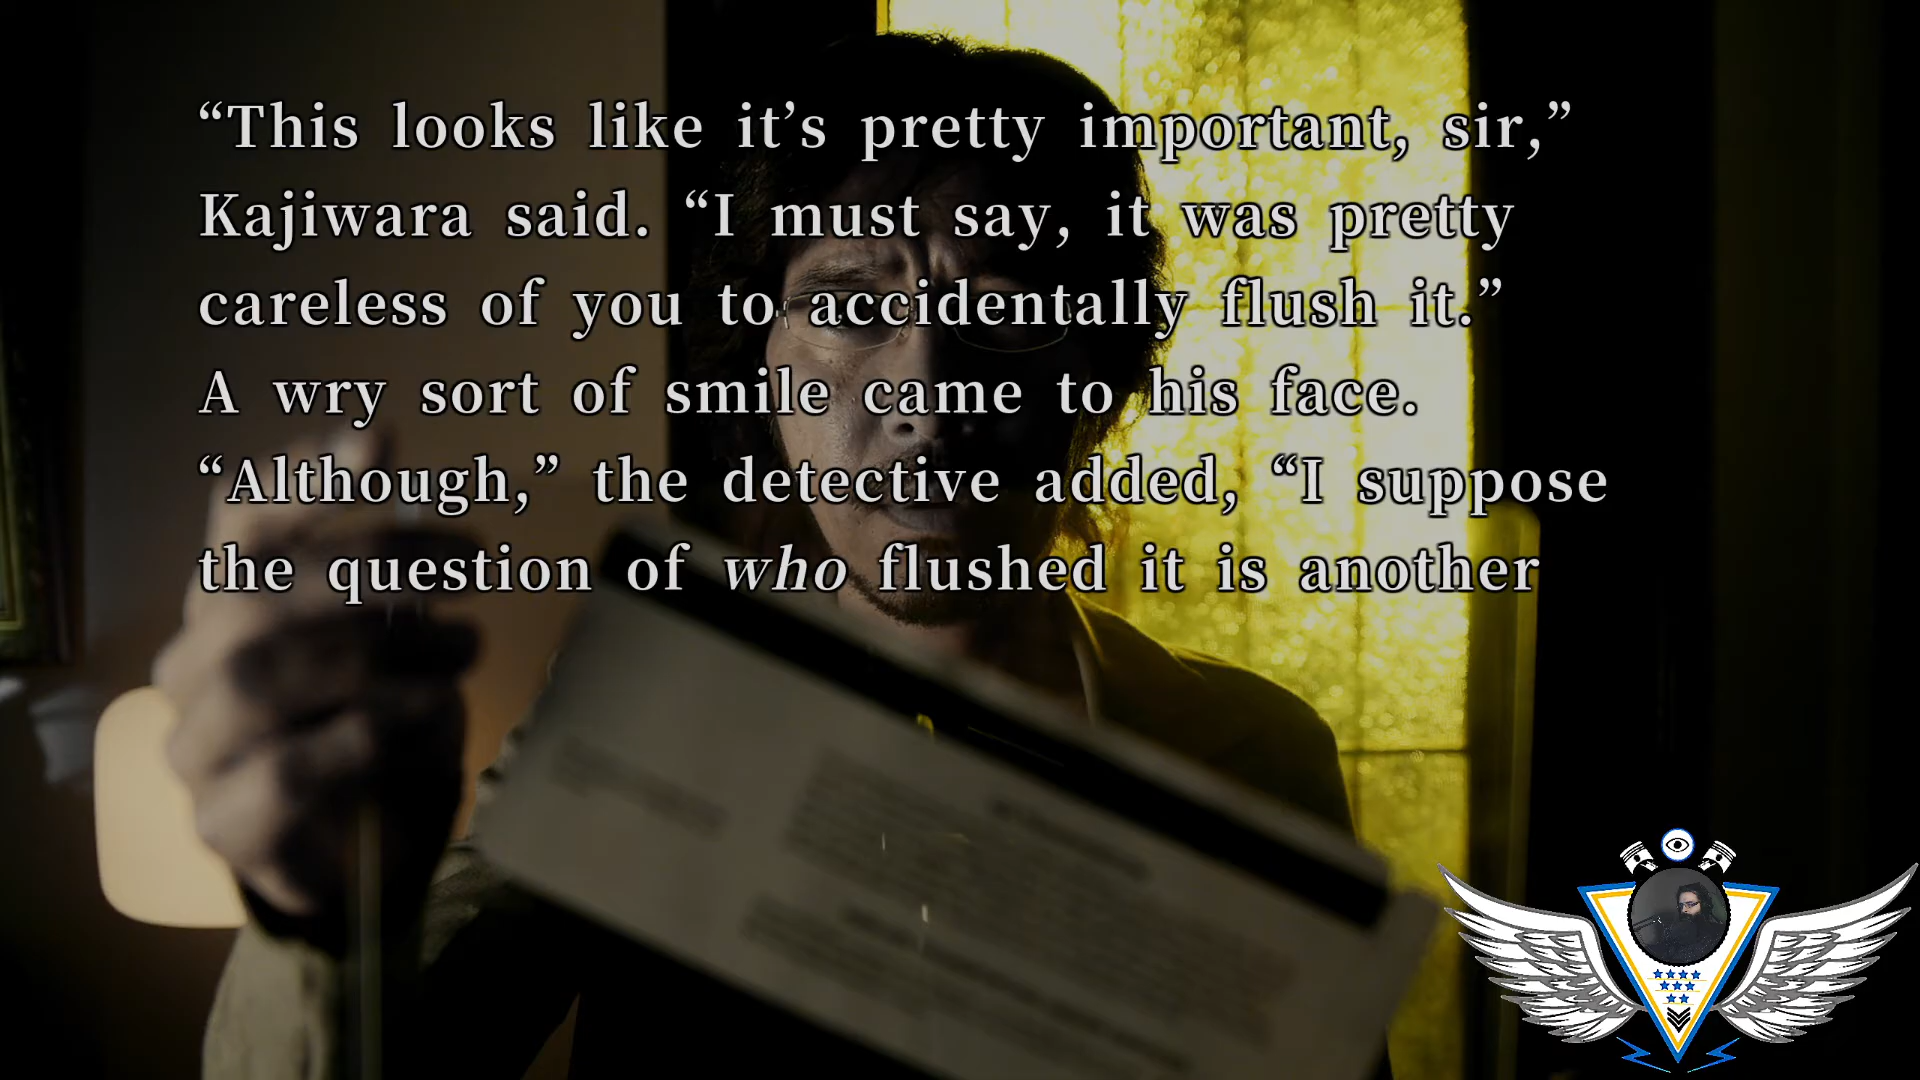 “This looks like it’s pretty important, sir,”
Kajiwara said. “I must say, it was pretty
careless of you to accidentally flush it.”
A wry sort of smile came to his face.
“Although,” the detective added, “I suppose
the question of who flushed it is another